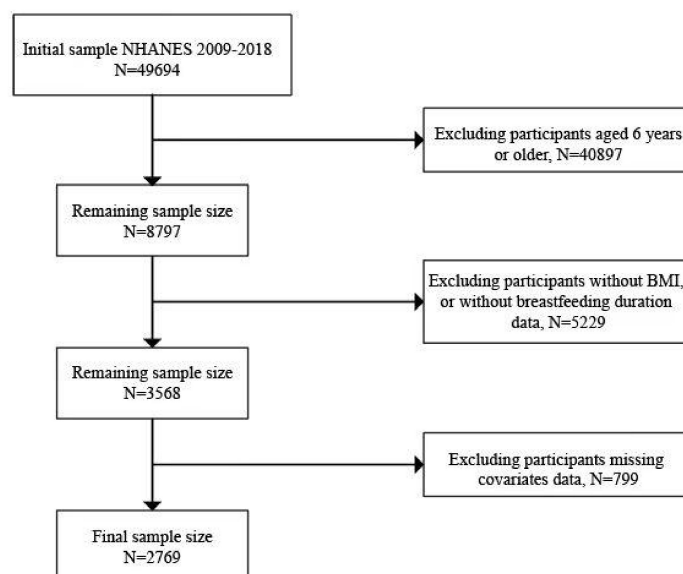 Initial sample NHANES 2009-2018
N=49694
Excluding participants aged 6 years
or older, N=40897
Remaining sample size
N=8797
Excluding participants without BMI,
or without breastfeeding duration
data, N=5229
Remaining sample size
N=3568
Excluding participants missing
covariates data, N=799
Final sample size
N=2769